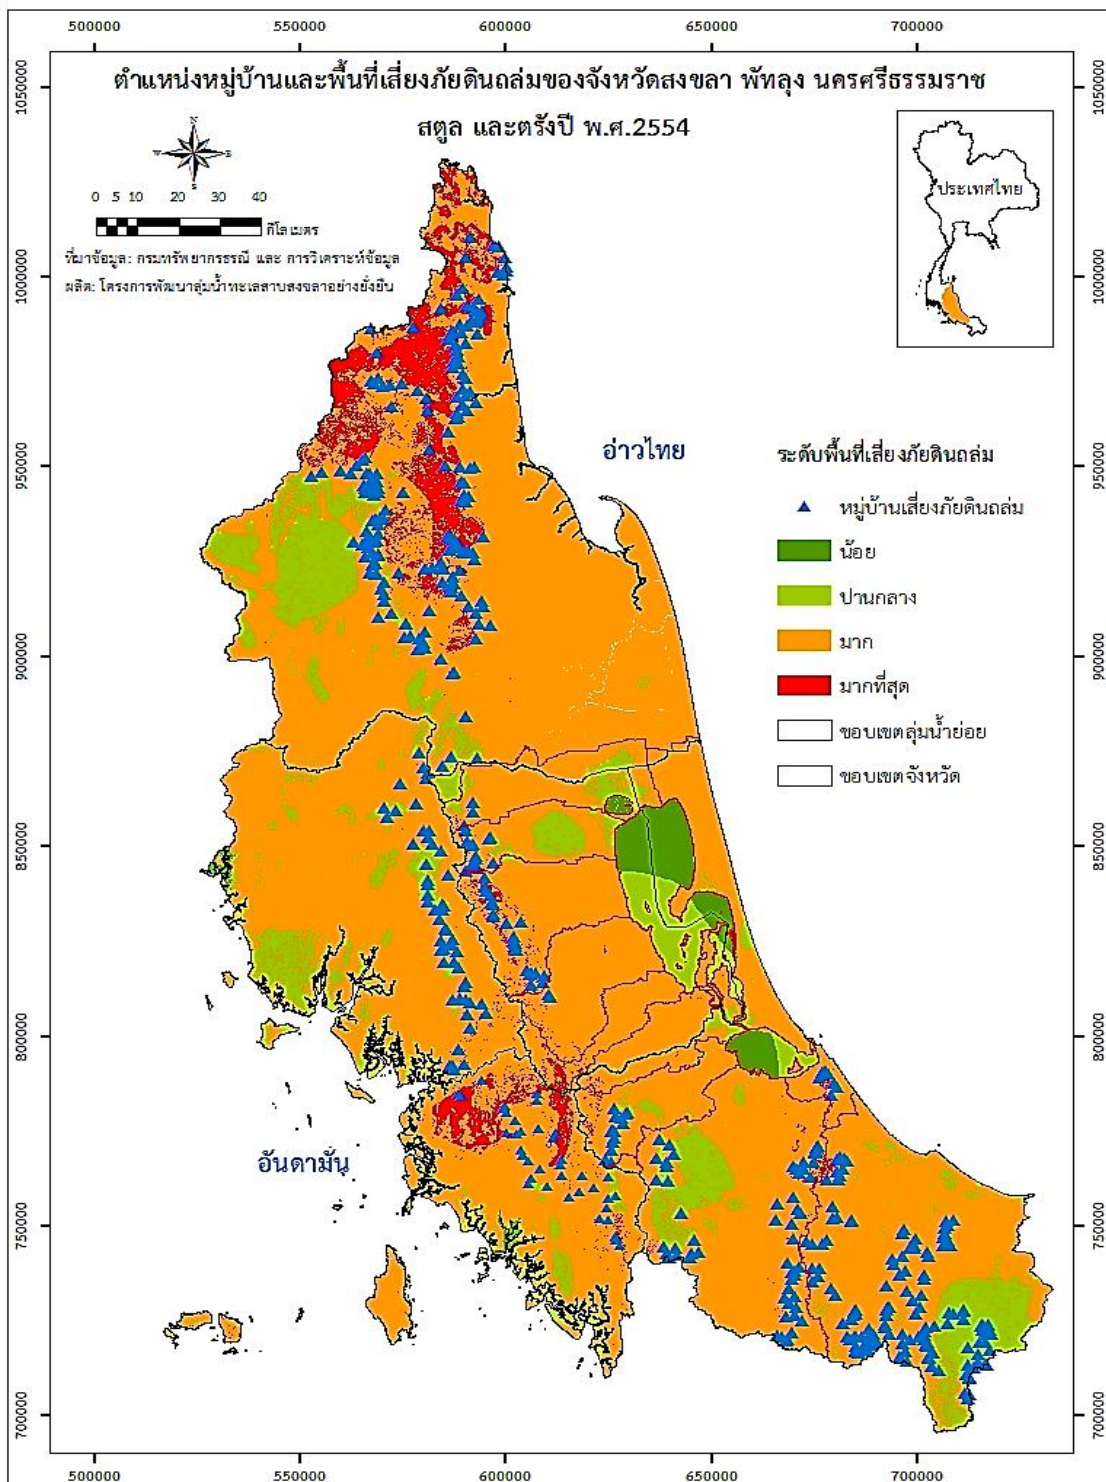 500000 550000 600000 650000 700000
ตำแหน่งหมู่บ้านและพื้นที่เสี่ยงภัยดินถล่มของจังหวัดสงขลา พัทลุง นครศรีธรรมราช
สตูล และตรังปี พ.ศ.2554
N
W E
S
0 5 10 20 30 40
กิโลเมตร
ที่มาข้อมูล: กรมทรัพยากรธรณี และ การวิเคราะห์ข้อมูล
ผลิต: โครงการพัฒนาลุ่มน้ำทะเลสาบสงขลาอย่างยั่งยืน
ประเทศไทย
อ่าวไทย
ระดับพื้นที่เสี่ยงภัยดินถล่ม
หมู่บ้านเสี่ยงภัยดินถล่ม
น้อย
ปานกลาง
มาก
มากที่สุด
ขอบเขตลุ่มน้ำย่อย
ขอบเขตจังหวัด
อันดามัน
1050000 1050000
1000000 1000000
950000 950000
900000 900000
850000 850000
800000 800000
750000 750000
700000 700000
500000 550000 600000 650000 700000